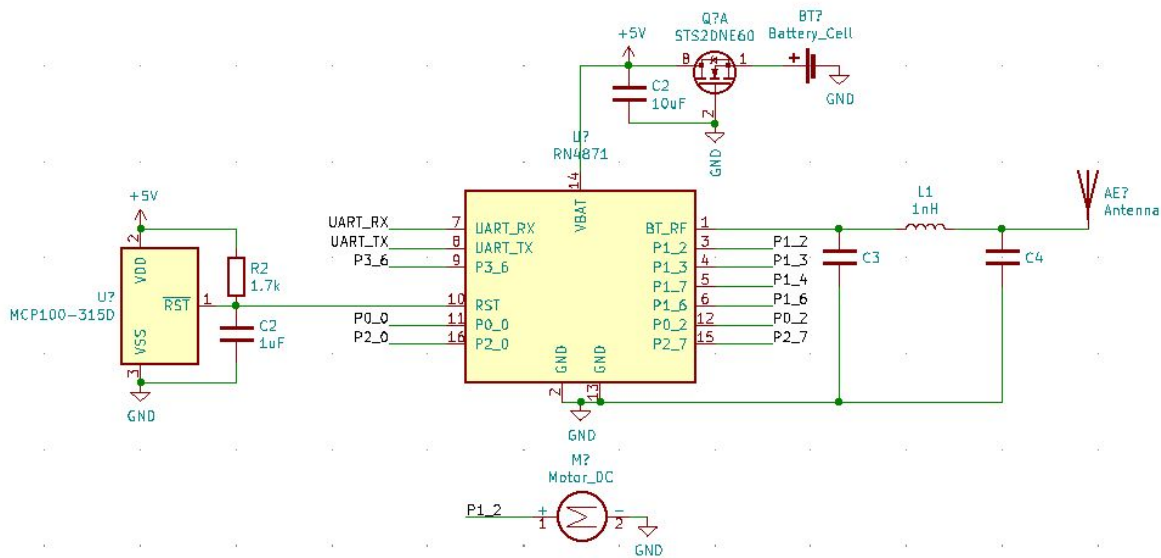 Q?A
STS2DNE60
BT?
Battery_Cell
+5V
8
1
C2
10uF
2
GND
GND
U?
RN4871
14
VBAT
+5V
2
VDD
R2
1.7k
U?
MCP100-315D
RST
1
C2
1uF
VSS
3
GND
UART_RX
7
UART_RX
UART_TX
8
UART_TX
P3_6
9
P3_6
10
RST
P0_0
11
P0_0
P2_0
16
P2_0
BT_RF
1
P1_2
3
P1_2
P1_3
4
P1_3
P1_7
5
P1_4
P1_6
6
P1_6
P0_2
12
P0_2
P2_7
15
P2_7
GND
GND
2
13
GND
L1
1nH
AE?
Antenna
C3
C4
M?
Motor_DC
P1_2
+
1
-
2
GND